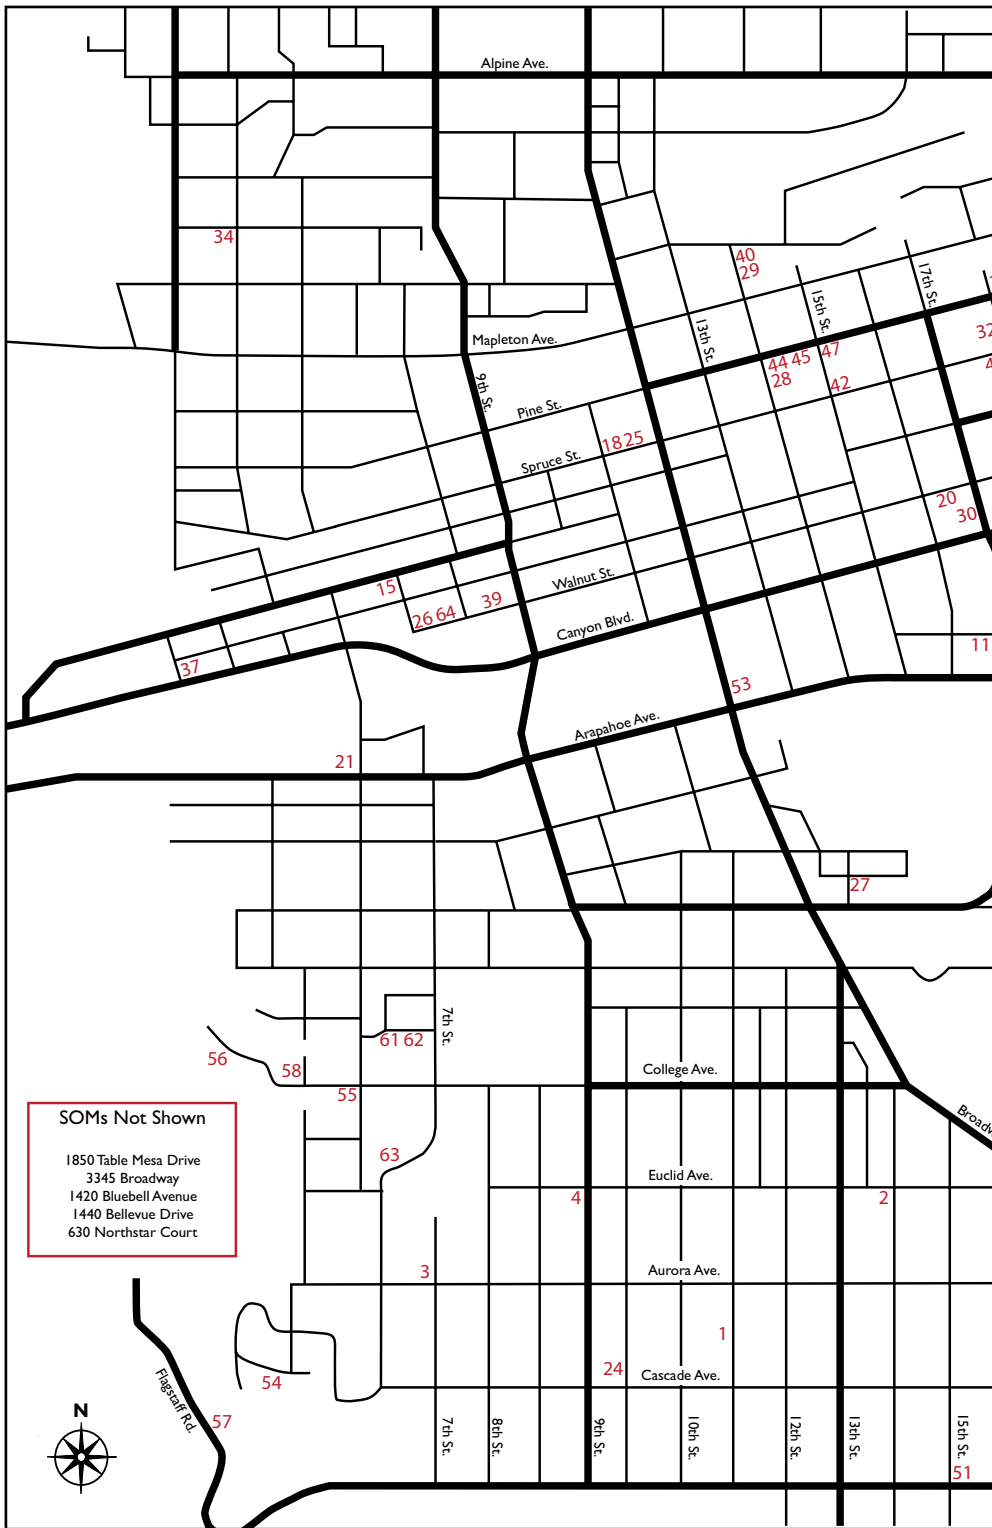 Alpine Ave.
34
40
29
17th St.
15th St.
13th St.
32
Mapleton Ave.
47
44 45
28
42
9th St.
Pine St.
18 25
Spruce St.
20
30
Walnut St.
15
39
26 64
Canyon Blvd.
11
37
53
Arapahoe Ave.
21
27
7th St.
61 62
56
58
College Ave.
55
SOMs Not Shown
1850 Table Mesa Drive
3345 Broadway
1420 Bluebell Avenue
1440 Bellevue Drive
630 Northstar Court
63
Euclid Ave.
4
2
3
Aurora Ave.
1
24
Cascade Ave.
54
Flagstaff Rd.
57
N
7th St.
8th St.
9th St.
10th St.
12th St.
13th St.
15th St.
51